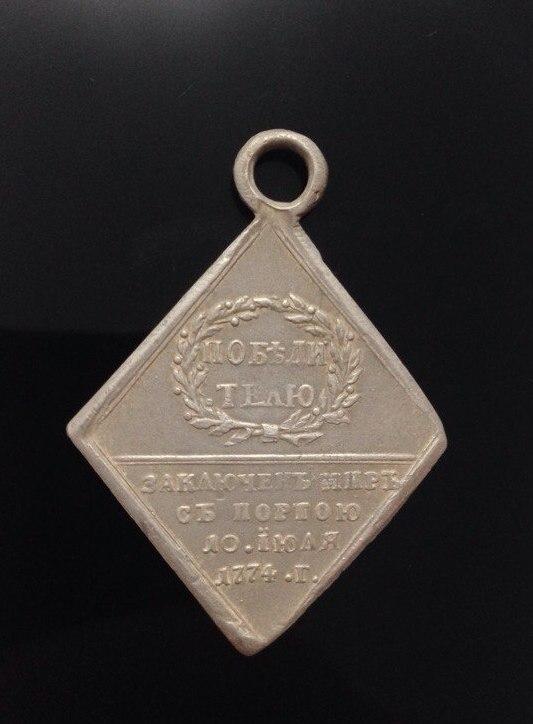 ПОБѢДИ
ТЕЛЮ
ЗАКЛЮЧЕНЪ МИРЪ
СЪ ПОРТОЮ
10. ІЮЛЯ
1774 .Г.